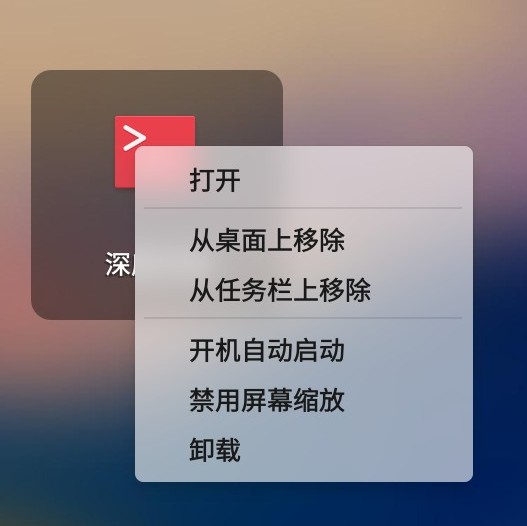 深
打开
从桌面上移除
从任务栏上移除
开机自动启动
禁用屏幕缩放
卸载